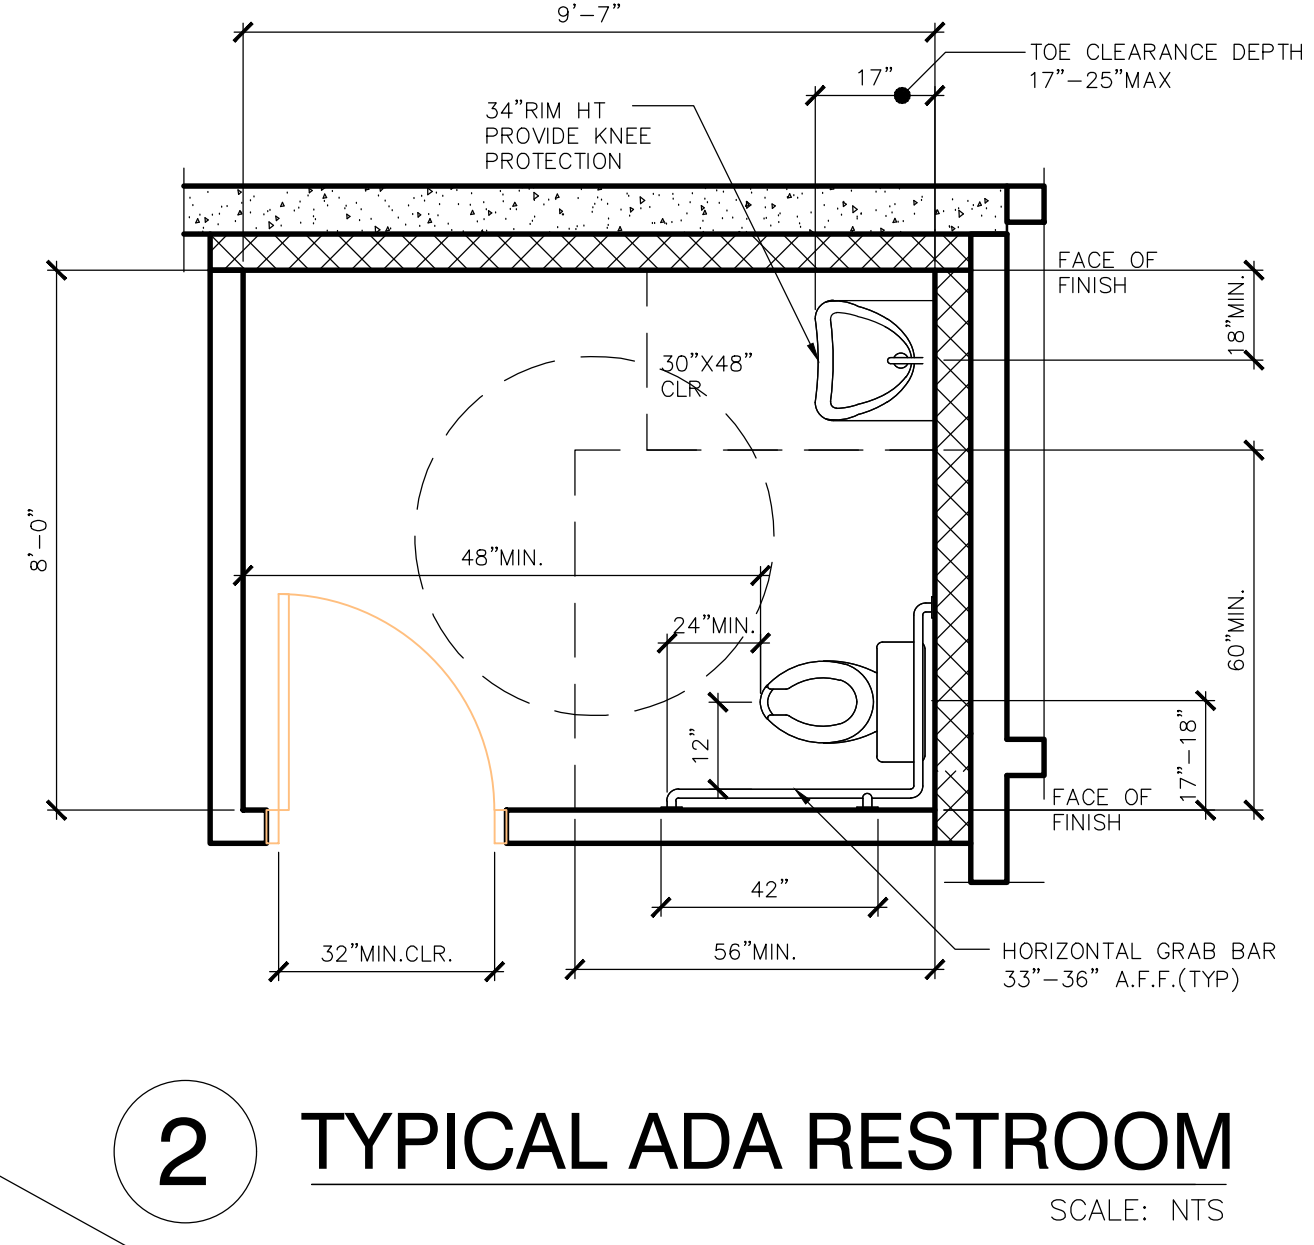 9'-7"
TOE CLEARANCE DEPTH
17"-25"MAX
17"
34"RIM HT
PROVIDE KNEE
PROTECTION
FACE OF
FINISH
18"MIN.
30"X48"
CLR
8'-0"
48"MIN.
24"MIN.
60"MIN.
12"
17"-18"
FACE OF
FINISH
42"
32"MIN.CLR.
56"MIN.
HORIZONTAL GRAB BAR
33"-36" A.F.F.(TYP)
2
TYPICAL ADA RESTROOM
SCALE: NTS